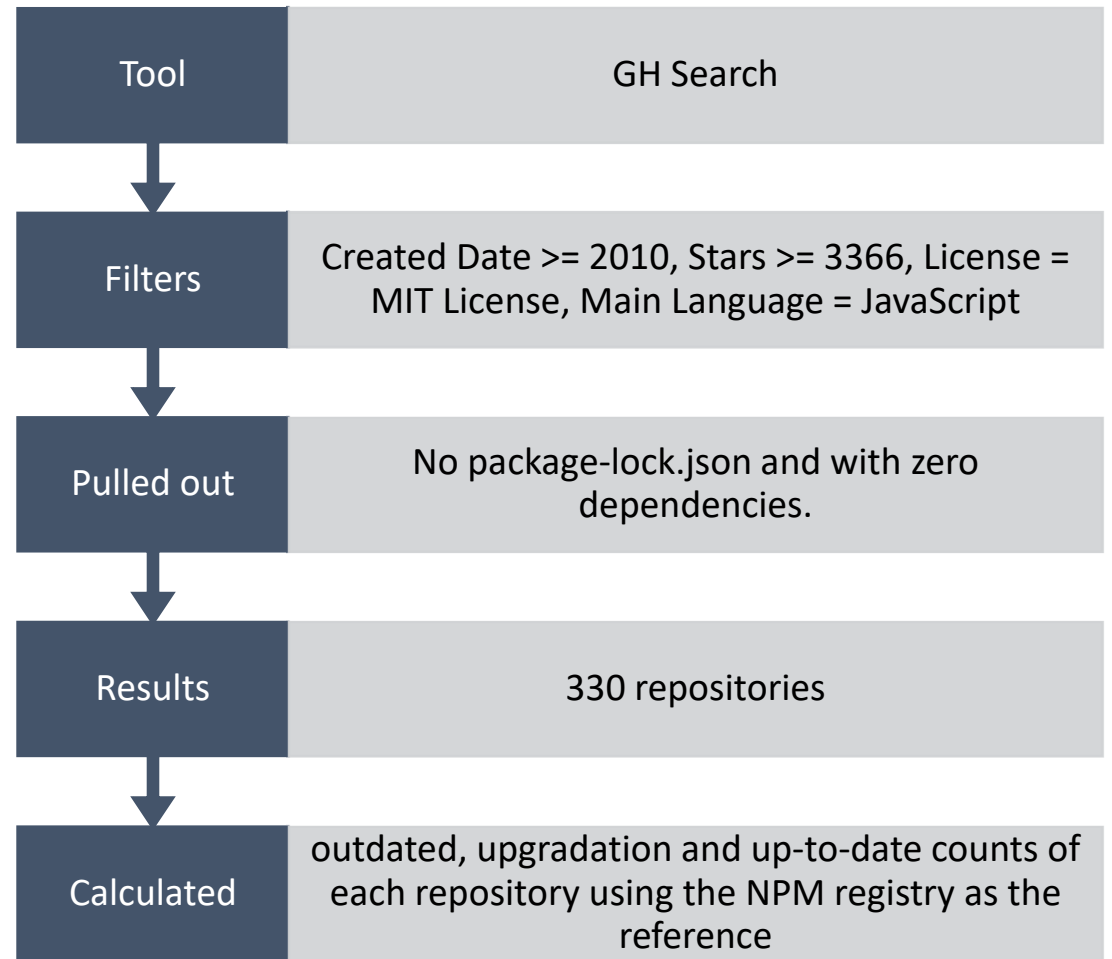 Tool
GH Search
Filters
Created Date >= 2010, Stars >= 3366, License =
MIT License, Main Language = JavaScript
Pulled out
No package-lock.json and with zero
dependencies.
Results
330 repositories
Calculated
outdated, upgradation and up-to-date counts of
each repository using the NPM registry as the
reference